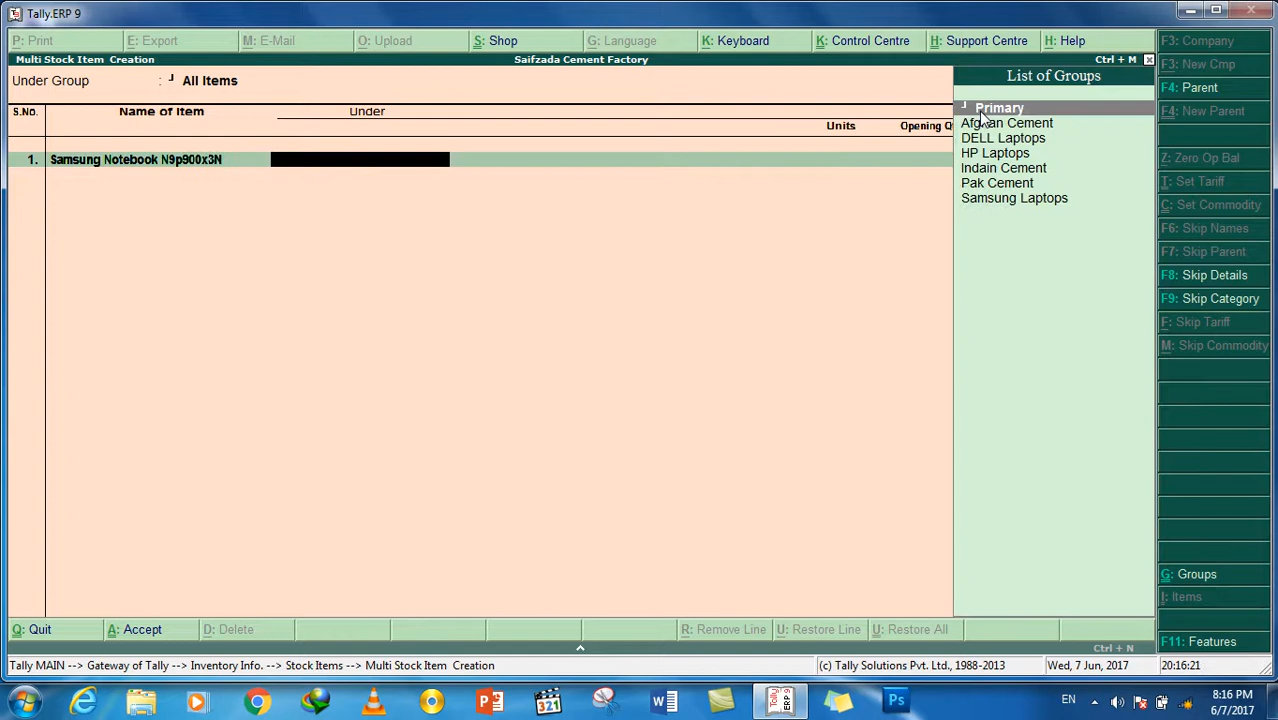 Tally.ERP 9
P: Print
E: Export
M: E-Mail
O: Upload
S: Shop
G: Language
K: Keyboard
K: Control Centre
H: Support Centre
H: Help
Multi Stock Item Creation
Saifzada Cement Factory
Ctrl + M
Under Group : ┘ All Items
S.NO.
Name of Item
Under
Units
Opening Q
1. Samsung Notebook N9p900x3N
List of Groups
┘ Primary
Afghan Cement
DELL Laptops
HP Laptops
Indain Cement
Pak Cement
Samsung Laptops
F3: Company
F3: New Cmp
F4: Parent
F4: New Parent
Z: Zero Op Bal
T: Set Tariff
C: Set Commodity
F6: Skip Names
F7: Skip Parent
F8: Skip Details
F9: Skip Category
F: Skip Tariff
M: Skip Commodity
G: Groups
I: Items
F11: Features
Q: Quit
A: Accept
D: Delete
R: Remove Line
U: Restore Line
U: Restore All
Ctrl + N
Tally MAIN --> Gateway of Tally --> Inventory Info. --> Stock Items --> Multi Stock Item Creation
(c) Tally Solutions Pvt. Ltd., 1988-2013
Wed, 7 Jun, 2017
20:16:21
321
W
Tally ERP 9
Ps
EN
8:16 PM
6/7/2017